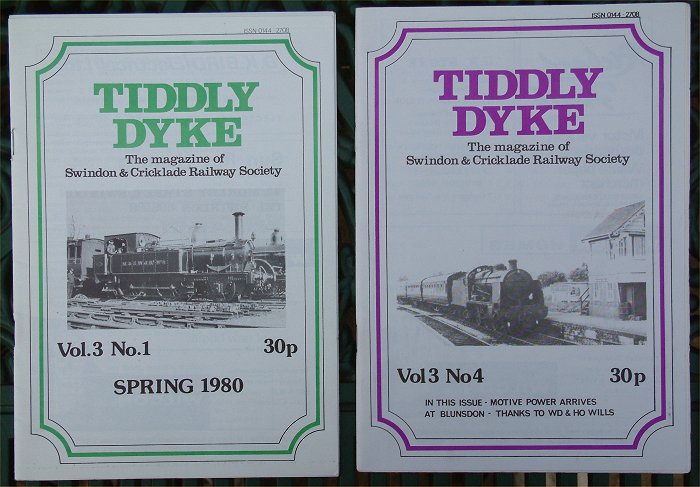 ISSN 0144-2708
TIDDLY
DYKE
The magazine of
Swindon & Cricklade Railway Society
Vol.3 No.1 30p
SPRING 1980
ISSN 0144-2708
TIDDLY
DYKE
The magazine of
Swindon & Cricklade Railway Society
Vol3 No4 30p
IN THIS ISSUE - MOTIVE POWER ARRIVES
AT BLUNSDON - THANKS TO WD & HO WILLS